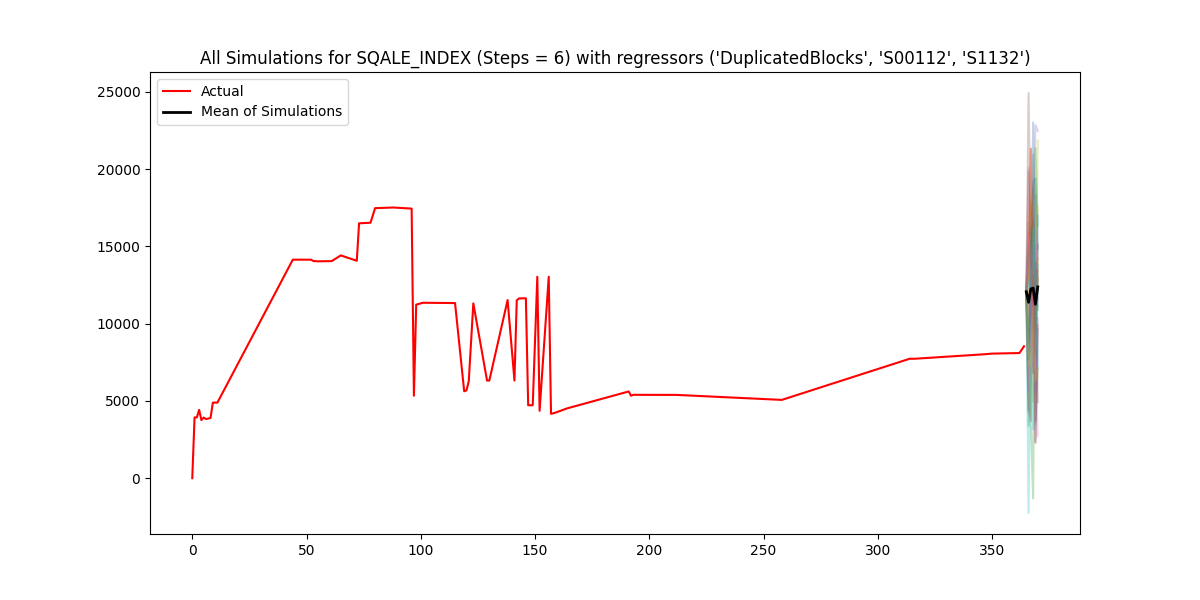 All Simulations for SQALE_INDEX (Steps = 6) with regressors ('DuplicatedBlocks', 'S00112', 'S1132')
Actual
Mean of Simulations
25000
20000
15000
10000
5000
0
0 50 100 150 200 250 300 350